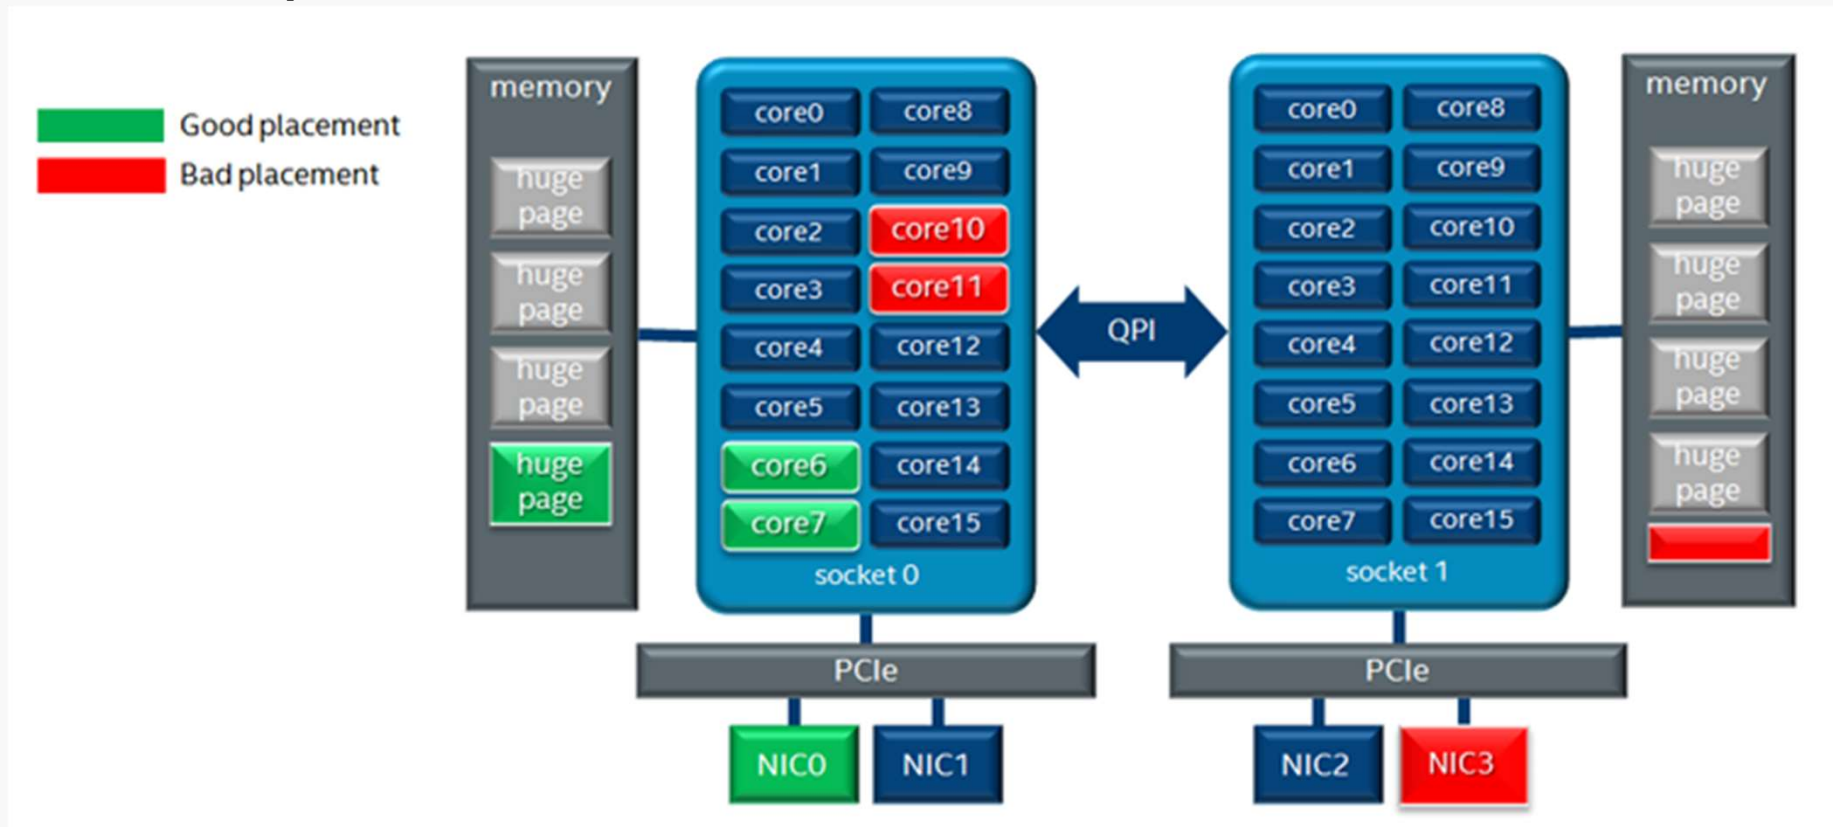 Good placement
Bad placement
memory
huge
page
huge
page
huge
page
huge
page
core0
core8
core1
core9
core2
core10
core3
core11
core4
core12
core5
core13
core6
core14
core7
core15
socket 0
QPI
core0
core8
core1
core9
core2
core10
core3
core11
core4
core12
core5
core13
core6
core14
core7
core15
socket 1
memory
huge
page
huge
page
huge
page
huge
page
PCIe
PCIe
NIC0
NIC1
NIC2
NIC3